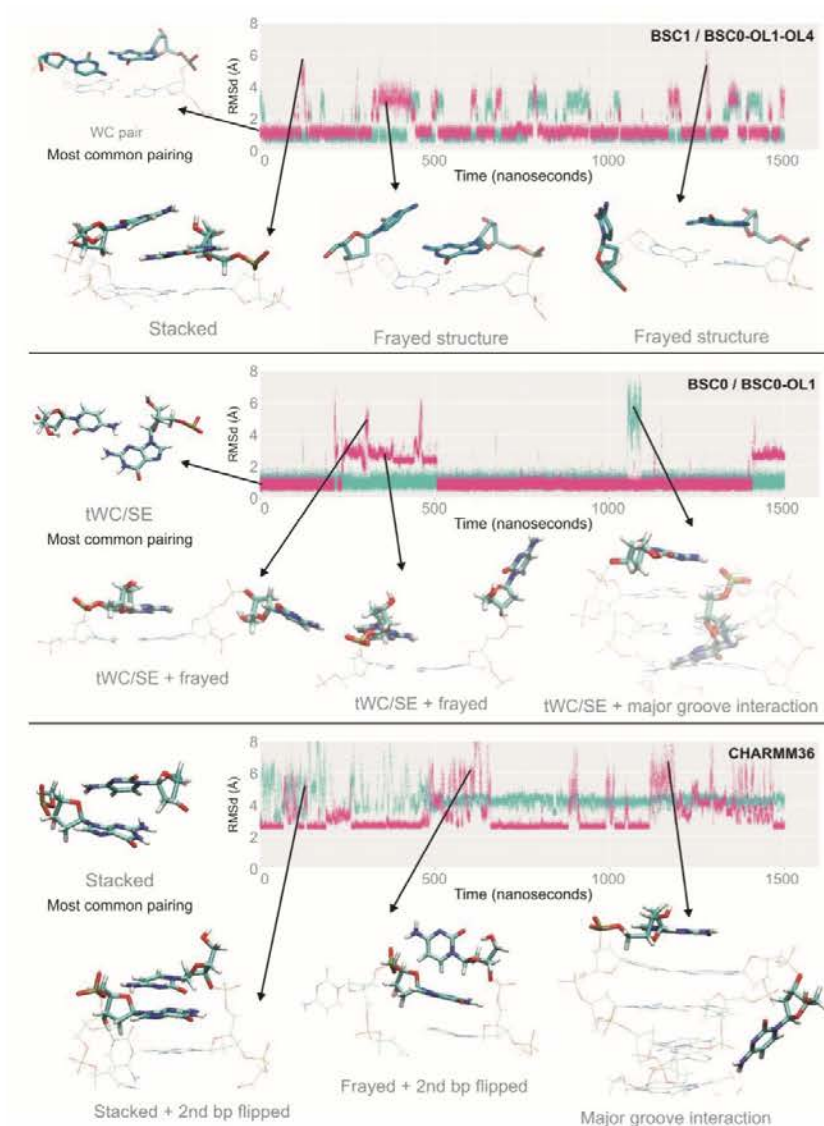 BSC1 / BSC0-OL1-OL4
RMSd (Å)
8
6
4
2
0
WC pair
Most common pairing
0
500
1000
1500
Time (nanoseconds)
Stacked
Frayed structure
Frayed structure
BSC0 / BSC0-OL1
RMSd (Å)
8
6
4
2
0
tWC/SE
Most common pairing
0
500
1000
1500
Time (nanoseconds)
tWC/SE + frayed
tWC/SE + frayed
tWC/SE + major groove interaction
CHARMM36
RMSd (Å)
8
6
4
2
0
Stacked
Most common pairing
0
500
1000
1500
Time (nanoseconds)
Stacked + 2nd bp flipped
Frayed + 2nd bp flipped
Major groove interaction